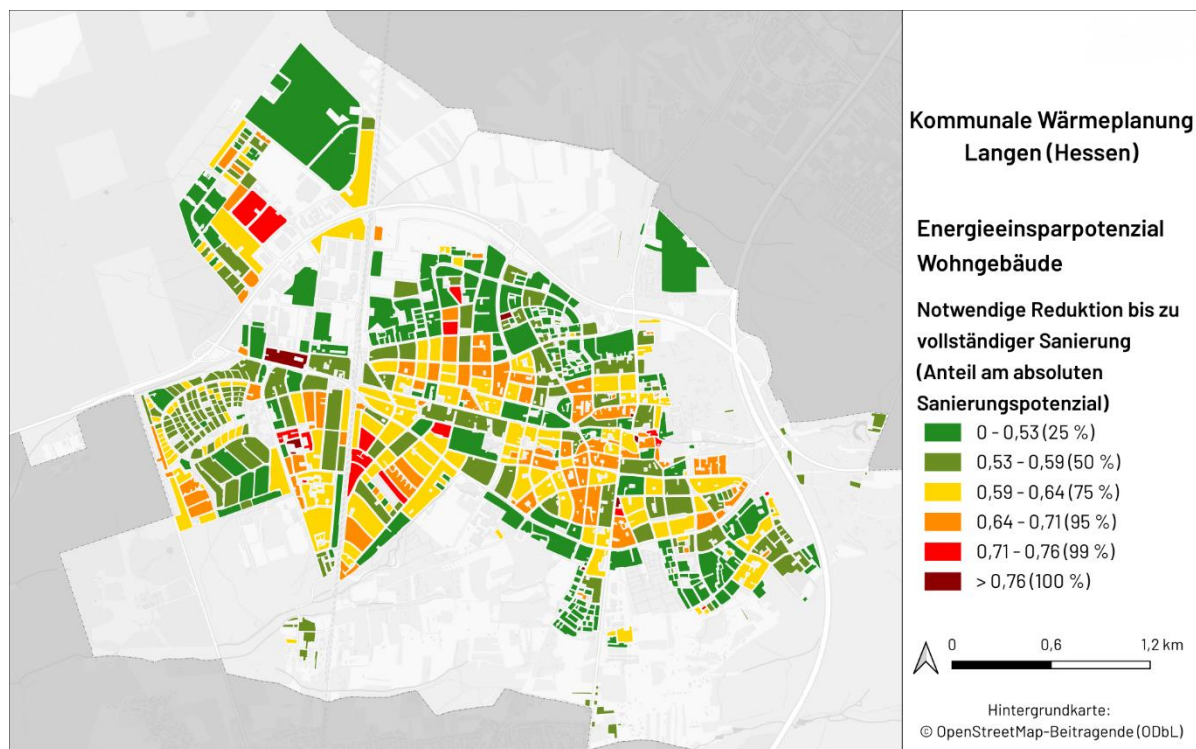 Kommunale Wärmeplanung
Langen (Hessen)
Energieeinsparpotenzial
Wohngebäude
Notwendige Reduktion bis zu
vollständiger Sanierung
(Anteil am absoluten
Sanierungspotenzial)
0 - 0,53 (25 %)
0,53 - 0,59 (50 %)
0,59 - 0,64 (75 %)
0,64 - 0,71 (95 %)
0,71 - 0,76 (99 %)
> 0,76 (100 %)
0 0,6 1,2 km
Hintergrundkarte:
© OpenStreetMap-Beitragende (ODbL)